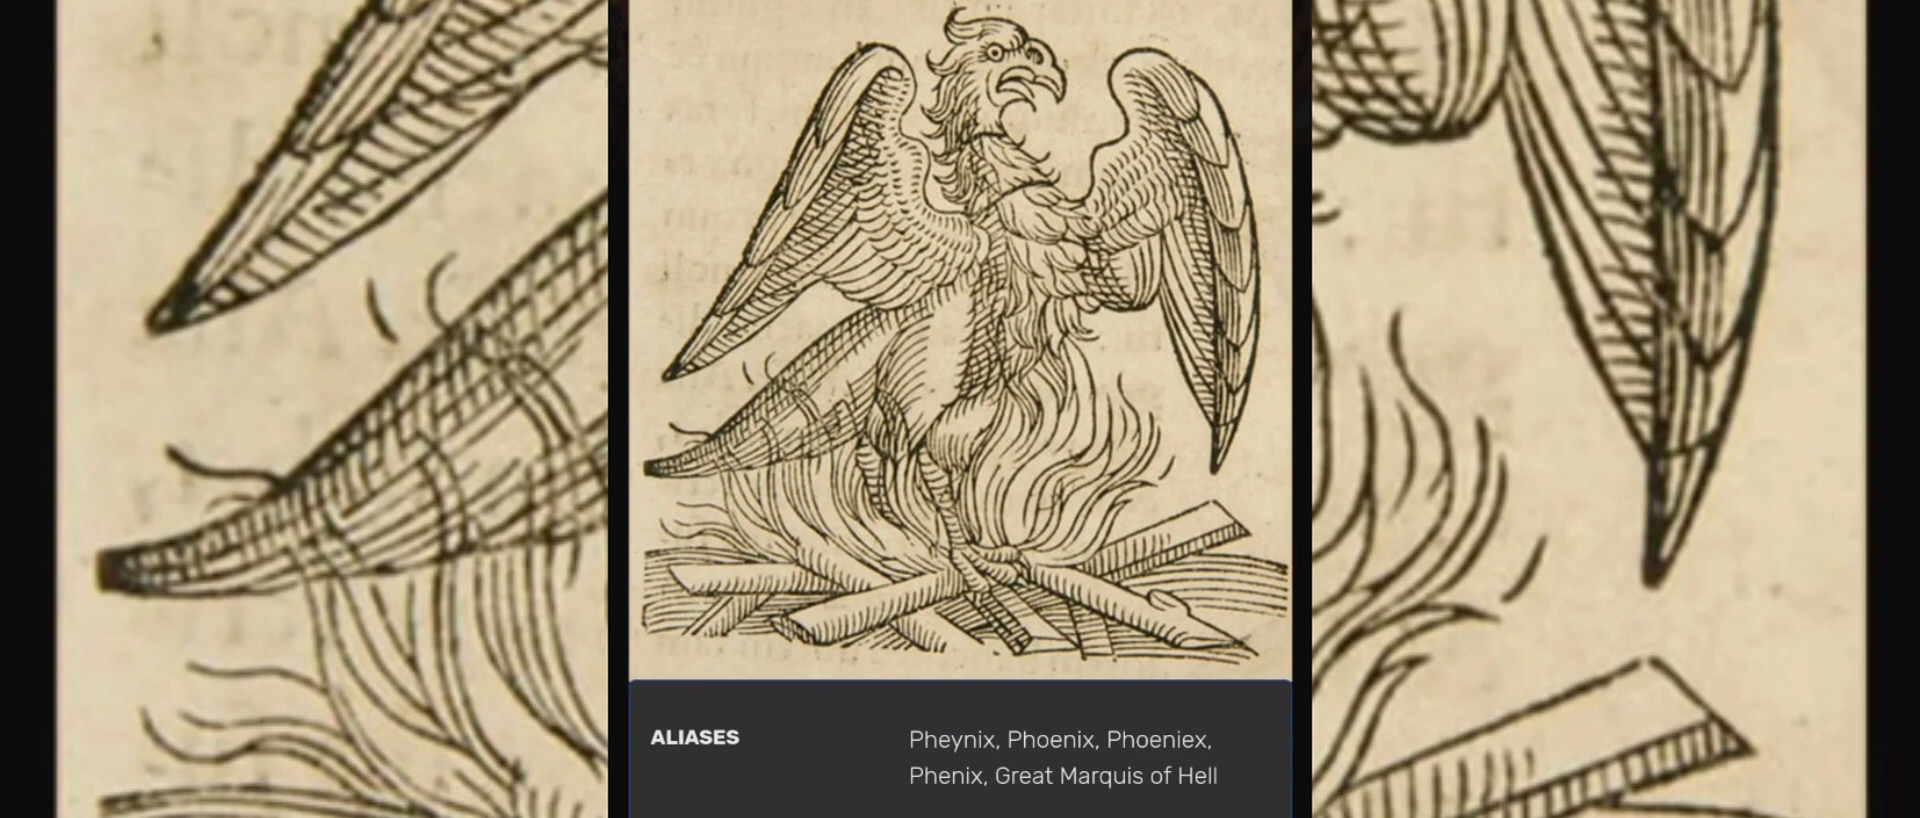 ALIASES
Pheynix, Phoenix, Phoeniex,
Phenix, Great Marquis of Hell